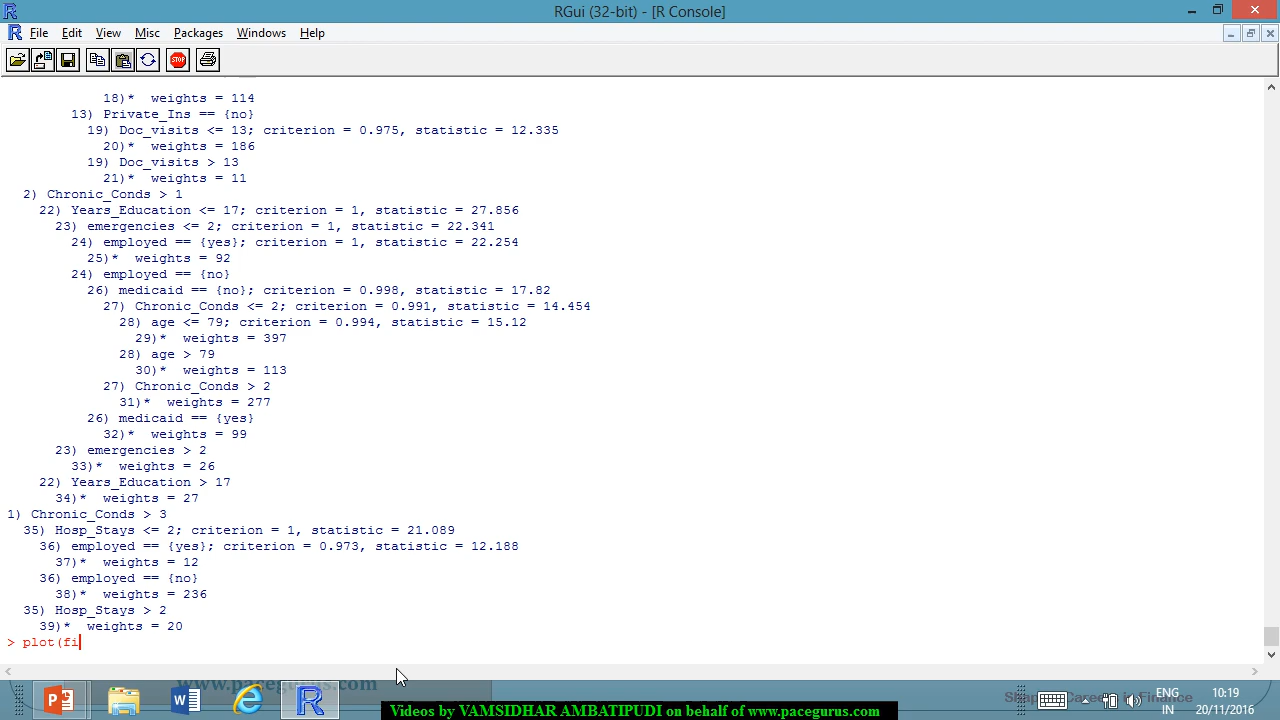 RGui (32-bit) - [R Console]
File Edit View Misc Packages Windows Help
STOP
18)* weights = 114
13) Private_Ins == {no}
19) Doc_visits <= 13; criterion = 0.975, statistic = 12.335
20)* weights = 186
19) Doc_visits > 13
21)* weights = 11
2) Chronic_Conds > 1
22) Years_Education <= 17; criterion = 1, statistic = 27.856
23) emergencies <= 2; criterion = 1, statistic = 22.341
24) employed == {yes}; criterion = 1, statistic = 22.254
25)* weights = 92
24) employed == {no}
26) medicaid == {no}; criterion = 0.998, statistic = 17.82
27) Chronic_Conds <= 2; criterion = 0.991, statistic = 14.454
28) age <= 79; criterion = 0.994, statistic = 15.12
29)* weights = 397
28) age > 79
30)* weights = 113
27) Chronic_Conds > 2
31)* weights = 277
26) medicaid == {yes}
32)* weights = 99
23) emergencies > 2
33)* weights = 26
22) Years_Education > 17
34)* weights = 27
1) Chronic_Conds > 3
35) Hosp_Stays <= 2; criterion = 1, statistic = 21.089
36) employed == {yes}; criterion = 0.973, statistic = 12.188
37)* weights = 12
36) employed == {no}
38)* weights = 236
35) Hosp_Stays > 2
39)* weights = 20
> plot(fi
www.pacegurus.com
ENG
IN
10:19
20/11/2016
Videos by VAMSIDHAR AMBATIPUDI on behalf of www.pacegurus.com